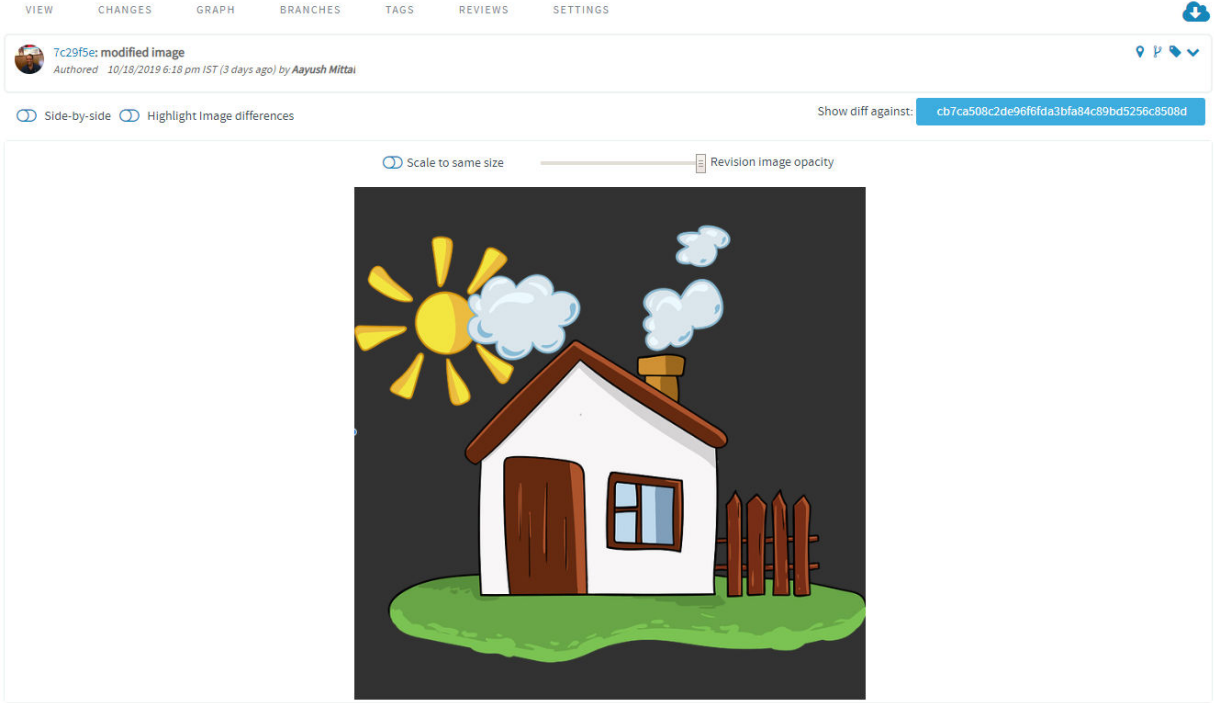 VIEW CHANGES GRAPH BRANCHES TAGS REVIEWS SETTINGS
7c29f5e: modified image
Authored 10/18/2019 6:18 pm IST (3 days ago) by Aayush Mittal
Side-by-side Highlight Image differences Show diff against: cb7ca508c2de96f6fda3bfa84c89bd5256c8508d
Scale to same size Revision image opacity